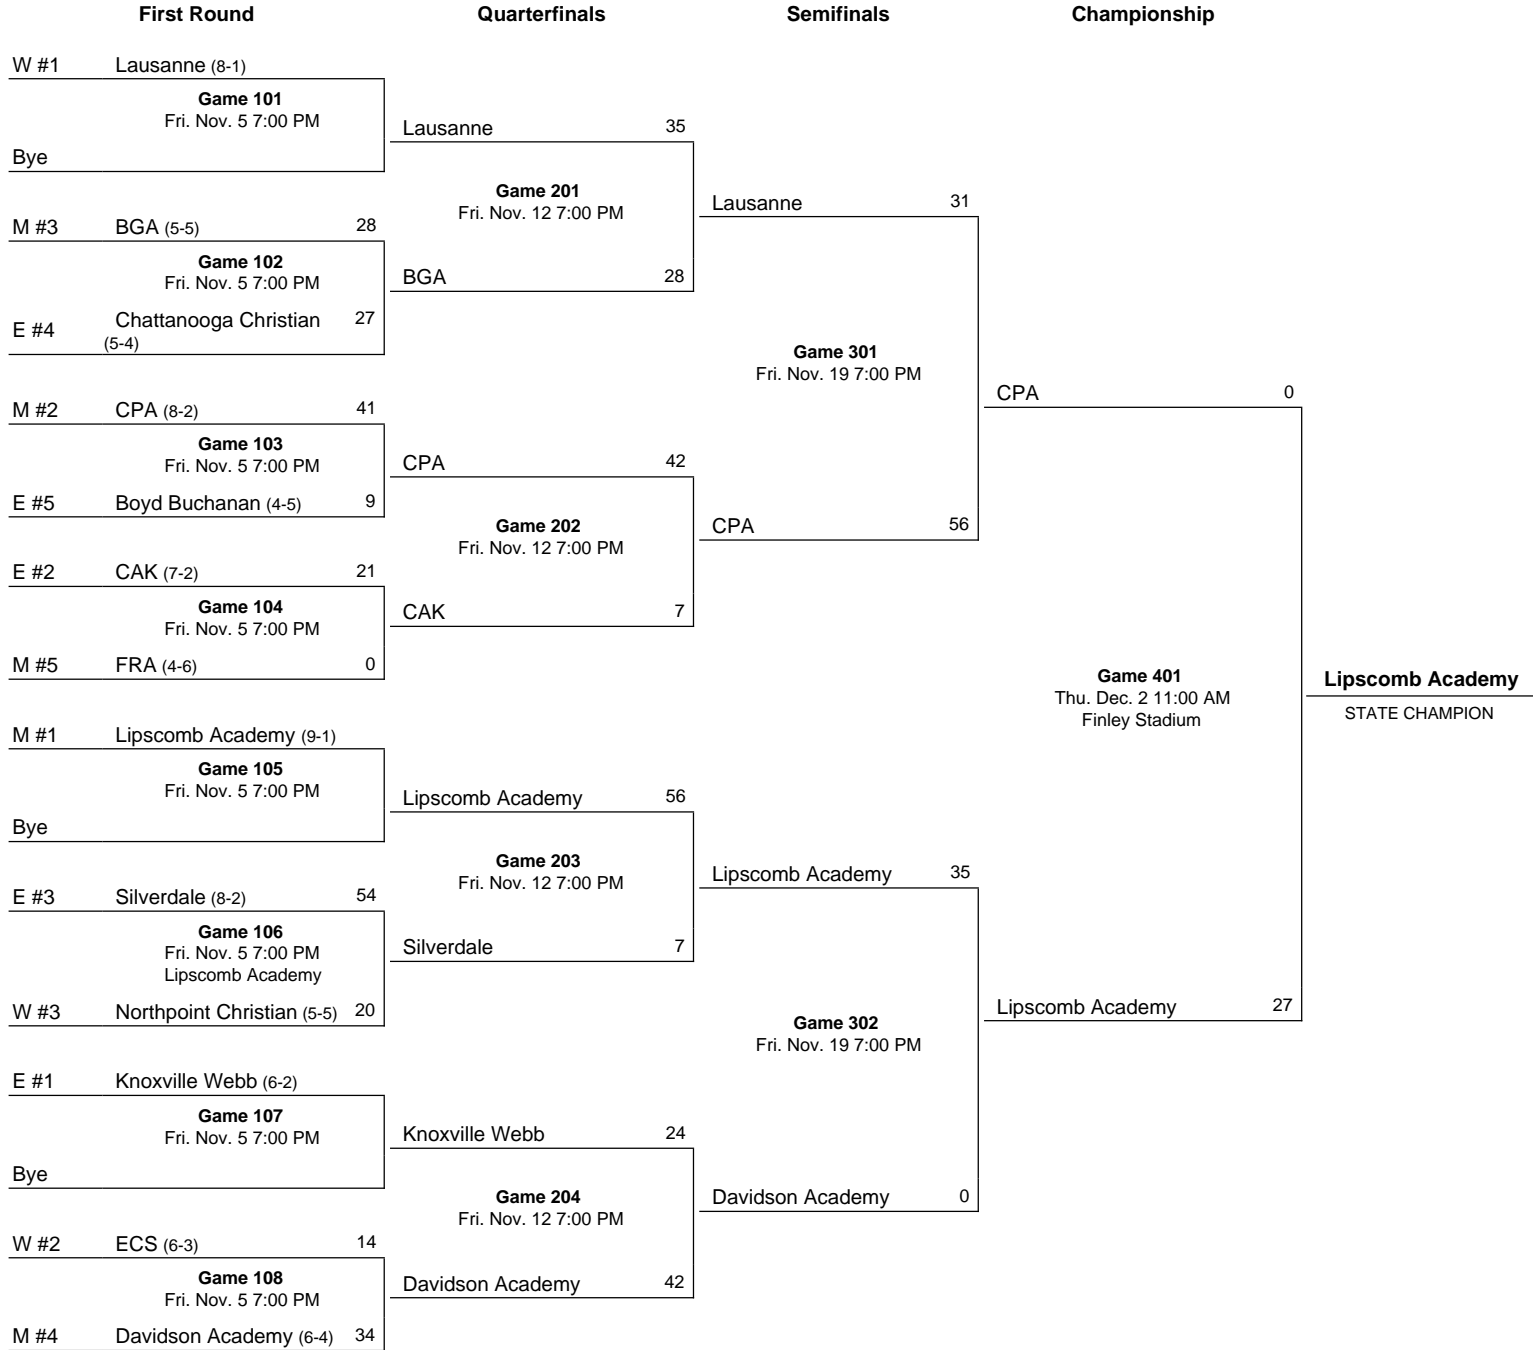 First Round Quarterfinals Semifinals Championship
W #1 Lausanne (8-1)
Game 101
Fri. Nov. 5 7:00 PM
Bye
Lausanne 35
Game 201
Fri. Nov. 12 7:00 PM
BGA 28
M #3 BGA (5-5) 28
Game 102
Fri. Nov. 5 7:00 PM
E #4 Chattanooga Christian 27
(5-4)
Lausanne 31
Game 301
Fri. Nov. 19 7:00 PM
CPA 56
M #2 CPA (8-2) 41
Game 103
Fri. Nov. 5 7:00 PM
E #5 Boyd Buchanan (4-5) 9
CPA 42
Game 202
Fri. Nov. 12 7:00 PM
CAK 7
E #2 CAK (7-2) 21
Game 104
Fri. Nov. 5 7:00 PM
M #5 FRA (4-6) 0
CPA 0
Game 401
Thu. Dec. 2 11:00 AM
Finley Stadium
Lipscomb Academy 27
Lipscomb Academy
STATE CHAMPION
M #1 Lipscomb Academy (9-1)
Game 105
Fri. Nov. 5 7:00 PM
Bye
Lipscomb Academy 56
Game 203
Fri. Nov. 12 7:00 PM
Silverdale 7
E #3 Silverdale (8-2) 54
Game 106
Fri. Nov. 5 7:00 PM
Lipscomb Academy
W #3 Northpoint Christian (5-5) 20
Lipscomb Academy 35
Game 302
Fri. Nov. 19 7:00 PM
Davidson Academy 0
E #1 Knoxville Webb (6-2)
Game 107
Fri. Nov. 5 7:00 PM
Bye
Knoxville Webb 24
Game 204
Fri. Nov. 12 7:00 PM
Davidson Academy 42
W #2 ECS (6-3) 14
Game 108
Fri. Nov. 5 7:00 PM
M #4 Davidson Academy (6-4) 34